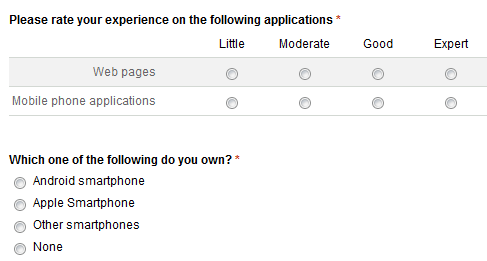 Please rate your experience on the following applications *
Little Moderate Good Expert
Web pages
Mobile phone applications
Which one of the following do you own? *
Android smartphone
Apple Smartphone
Other smartphones
None